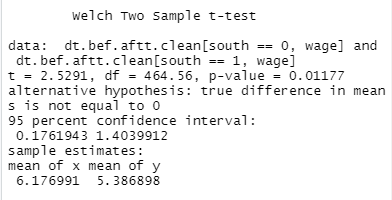 Welch Two Sample t-test
data:  dt.bef.aftt.clean[south == 0, wage] and
dt.bef.aftt.clean[south == 1, wage]
t = 2.5291, df = 464.56, p-value = 0.01177
alternative hypothesis: true difference in mean
s is not equal to 0
95 percent confidence interval:
0.1761943 1.4039912
sample estimates:
mean of x mean of y
6.176991  5.386898